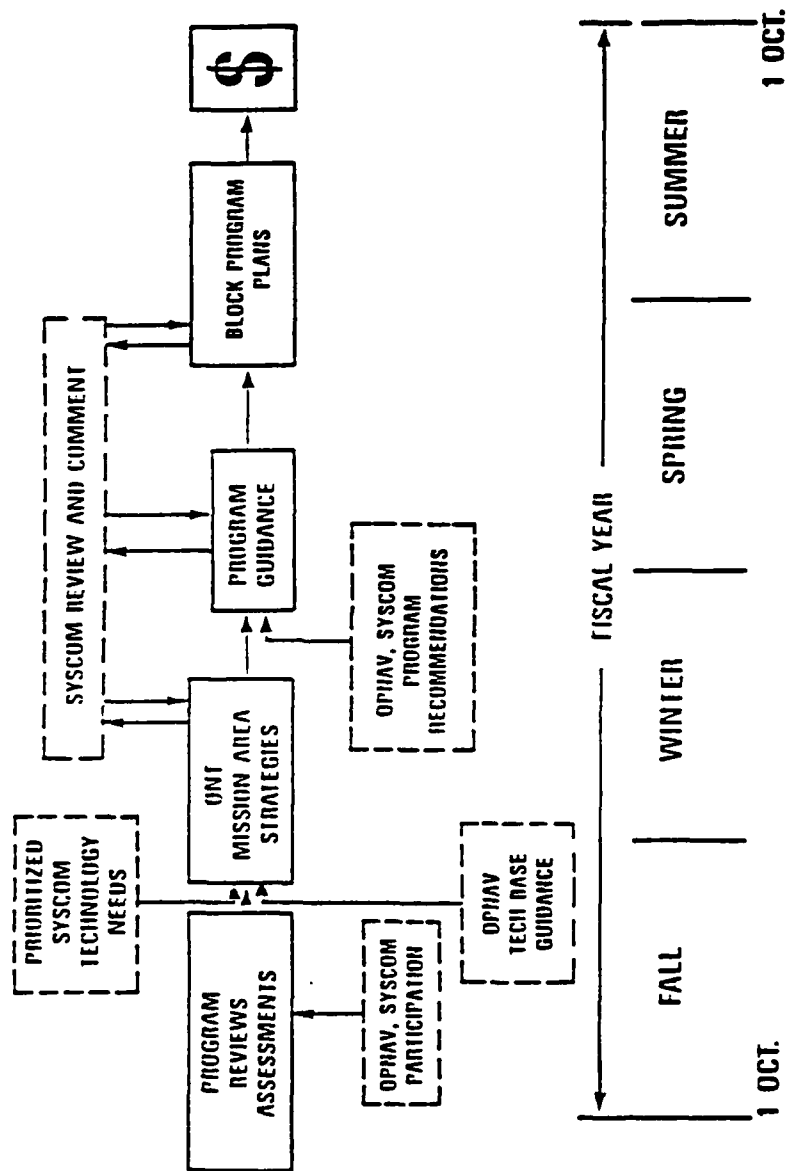 PRIORITIZED
SYSCOM
TECHNOLOGY
NEEDS
SYSCOM REVIEW AND COMMENT
PROGRAM
REVIEWS
ASSESSMENTS
ONT
MISSION AREA
STRATEGIES
PROGRAM
GUIDANCE
BLOCK PROGRAM
PLANS
$
OPNAV, SYSCOM
PARTICIPATION
OPNAV
TECH BASE
GUIDANCE
OPNAV, SYSCOM
PROGRAM
RECOMMENDATIONS
FISCAL YEAR
FALL
WINTER
SPRING
SUMMER
1 OCT.
1 OCT.